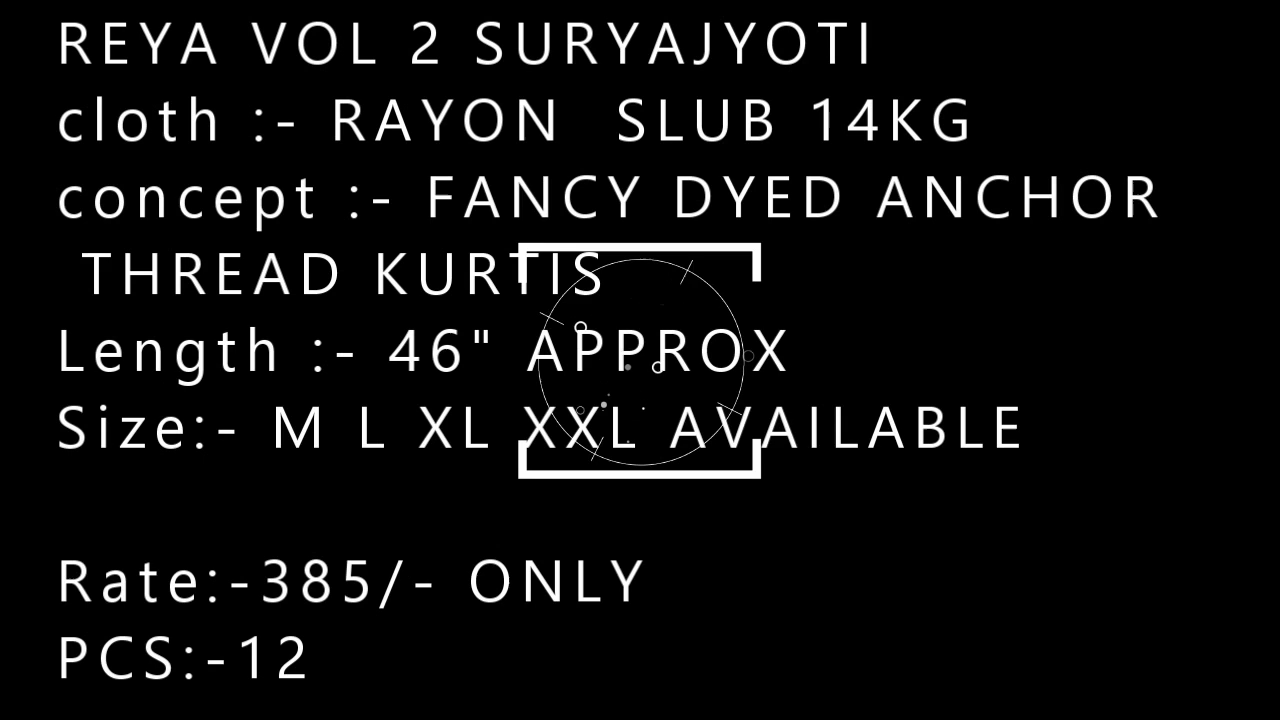 REYA VOL 2 SURYAJYOTI
cloth :- RAYON SLUB 14KG
concept :- FANCY DYED ANCHOR
THREAD KURTIS
Length :- 46" APPROX
Size:- M L XL XXL AVAILABLE
Rate:-385/- ONLY
PCS:-12